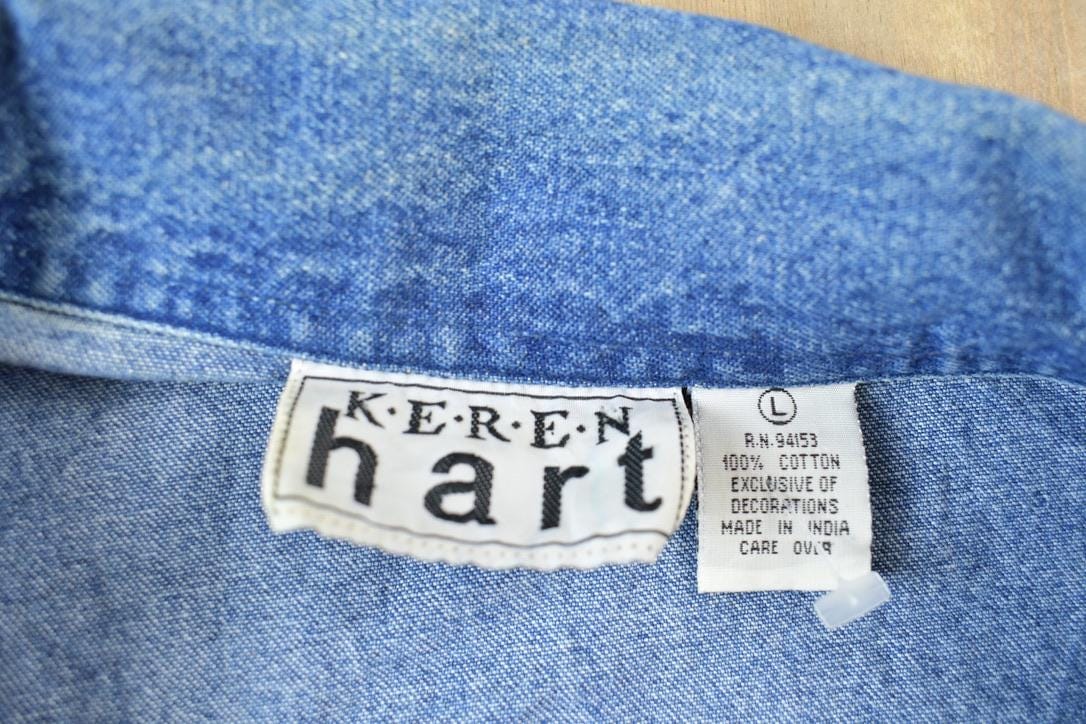 K·E·R·E·N
hart
L
R.N. 94153
100% COTTON
EXCLUSIVE OF
DECORATIONS
MADE IN INDIA
CARE OVER